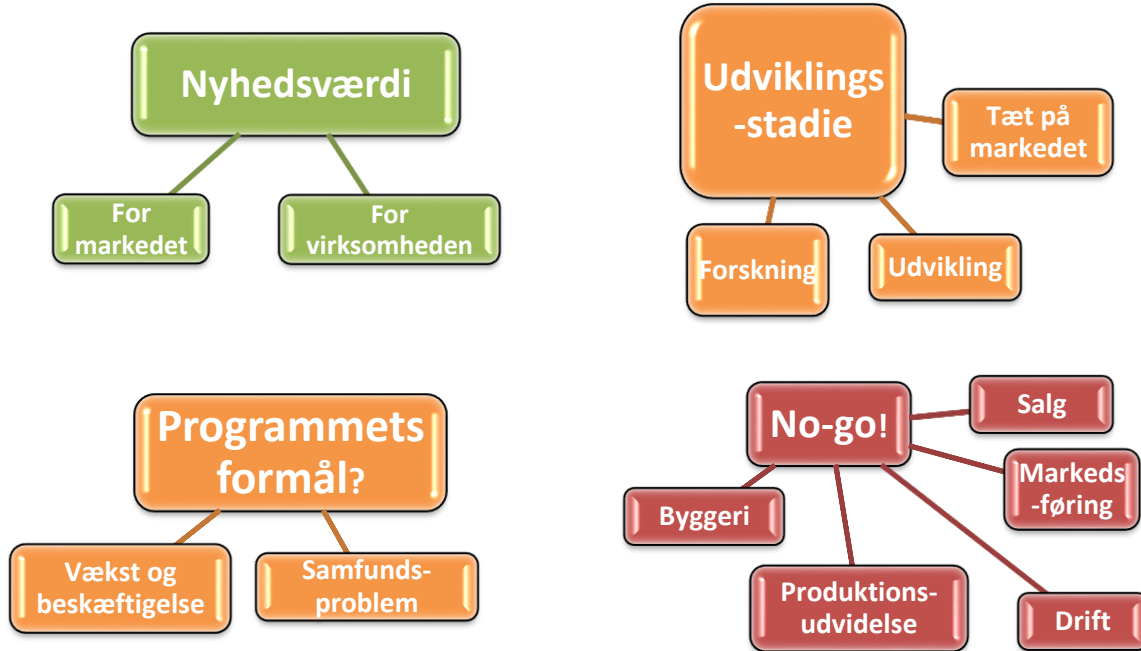 Nyhedsværdi
For
markedet
For
virksomheden
Udviklings
-stadie
Tæt på
markedet
Forskning
Udvikling
Programmets
formål?
Vækst og
beskæftigelse
Samfunds-
problem
No-go!
Salg
Markeds
-føring
Byggeri
Produktions-
udvidelse
Drift